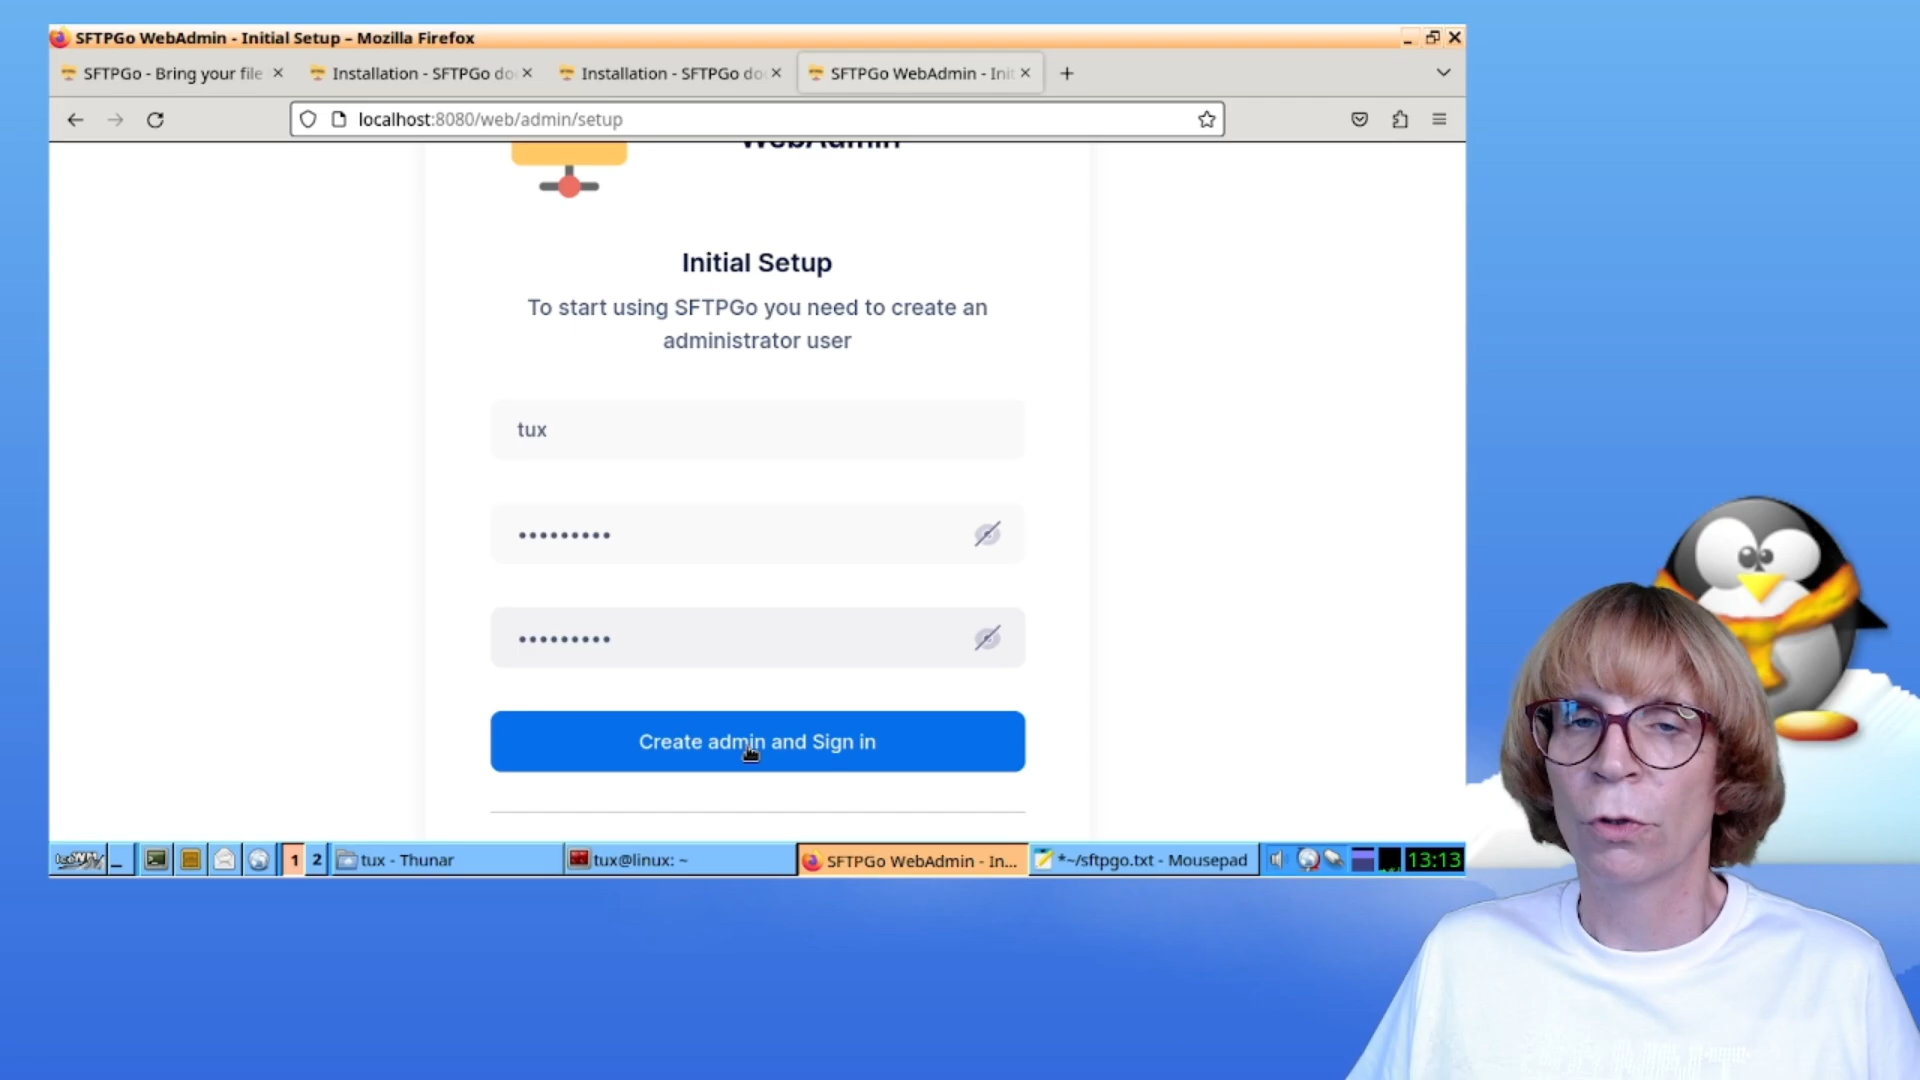 SFTPGo WebAdmin - Initial Setup – Mozilla Firefox
SFTPGo - Bring your file
Installation - SFTPGo do
Installation - SFTPGo do
SFTPGo WebAdmin - Init
localhost:8080/web/admin/setup
WebAdmin
Initial Setup
To start using SFTPGo you need to create an
administrator user
tux
Create admin and Sign in
IceWM
1
2
tux - Thunar
tux@linux: ~
SFTPGo WebAdmin - In...
*~/sftpgo.txt - Mousepad
13:13